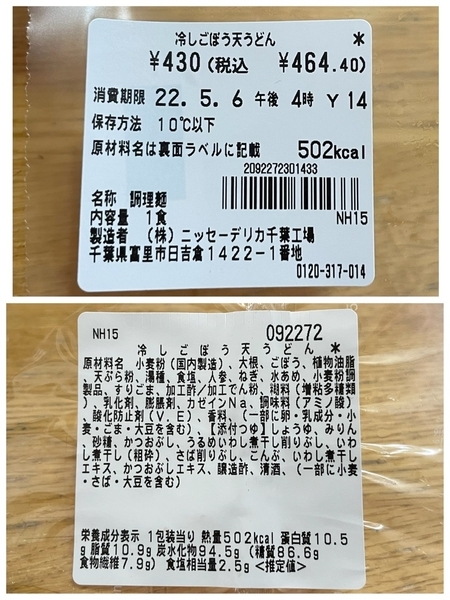 冷しごぼう天うどん *
¥430(税込 ¥464.40)
消費期限 22.5.6 午後 4時 Y 14
保存方法 10℃以下
原材料名は裏面ラベルに記載 502kcal
2092272301433
名称 調理麺
内容量 1食
NH15
製造者 (株)ニッセーデリカ千葉工場
千葉県富里市日吉倉1422-1番地
0120-317-014
NH15 092272
冷しごぼう天うどん *
原材料名 小麦粉(国内製造)、大根、ごぼう、植物油脂
、天ぷら粉、湯種、食塩、人参、ねぎ、水あめ、小麦粉調
製品、すりごま、加工酢/加工でん粉、糊料(増粘多糖類
)、乳化剤、膨脹剤、カゼインNa、調味料(アミノ酸)
、酸化防止剤(V.E)、香料、(一部に卵・乳成分・小
麦・ごま・大豆を含む)、【添付つゆ】しょうゆ、みりん
、砂糖、かつおぶし、うるめいわし煮干し削りぶし、いわ
し煮干し(粗砕)、さば削りぶし、こんぶ、いわし煮干し
エキス、かつおぶしエキス、醸造酢、清酒、(一部に小麦
・さば・大豆を含む)
栄養成分表示 1包装当り 熱量502kcal 蛋白質10.5
g 脂質10.9g 炭水化物94.5g (糖質86.6g
食物繊維7.9g) 食塩相当量2.5g <推定値>